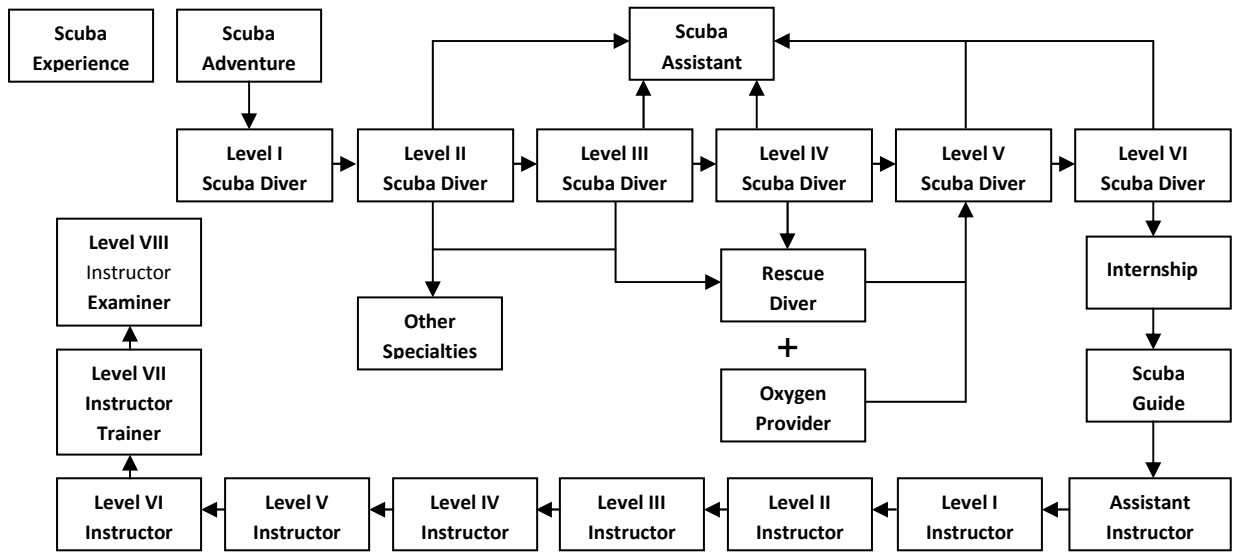 Scuba
Experience
Scuba
Adventure
Scuba
Assistant
Level I
Scuba Diver
Level II
Scuba Diver
Level III
Scuba Diver
Level IV
Scuba Diver
Level V
Scuba Diver
Level VI
Scuba Diver
Level VIII
Instructor
Examiner
Rescue
Diver
Internship
Other
Specialties
+
Level VII
Instructor
Trainer
Oxygen
Provider
Scuba
Guide
Level VI
Instructor
Level V
Instructor
Level IV
Instructor
Level III
Instructor
Level II
Instructor
Level I
Instructor
Assistant
Instructor